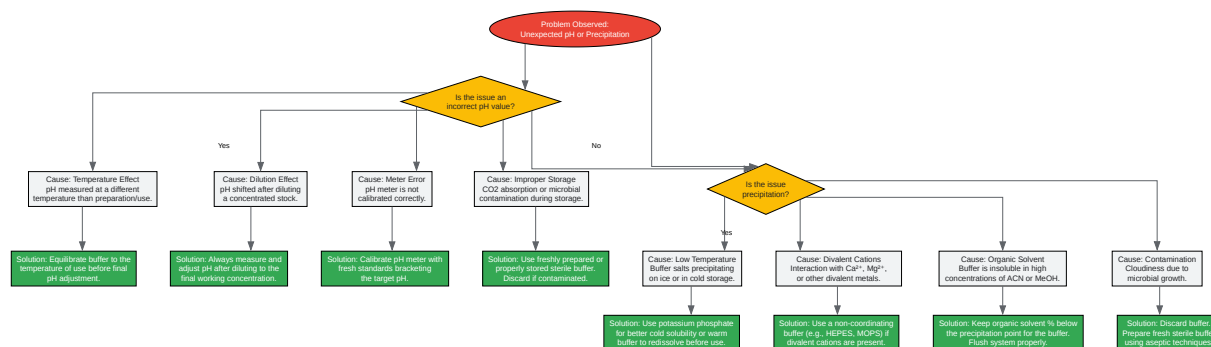 Problem Observed:
Unexpected pH or Precipitation
Is the issue an
incorrect pH value?
Yes
No
Cause: Temperature Effect
pH measured at a different
temperature than preparation/use.
Cause: Dilution Effect
pH shifted after diluting
a concentrated stock.
Cause: Meter Error
pH meter is not
calibrated correctly.
Cause: Improper Storage
CO2 absorption or microbial
contamination during storage.
Is the issue
precipitation?
Yes
Solution: Equilibrate buffer to the
temperature of use before final
pH adjustment.
Solution: Always measure and
adjust pH after diluting to the
final working concentration.
Solution: Calibrate pH meter with
fresh standards bracketing
the target pH.
Solution: Use freshly prepared or
properly stored sterile buffer.
Discard if contaminated.
Cause: Low Temperature
Buffer salts precipitating
on ice or in cold storage.
Cause: Divalent Cations
Interaction with Ca²⁺, Mg²⁺,
or other divalent metals.
Cause: Organic Solvent
Buffer is insoluble in high
concentrations of ACN or MeOH.
Cause: Contamination
Cloudiness due to
microbial growth.
Solution: Use potassium phosphate
for better cold solubility or warm
buffer to redissolve before use.
Solution: Use a non-coordinating
buffer (e.g., HEPES, MOPS) if
divalent cations are present.
Solution: Keep organic solvent % below
the precipitation point for the buffer.
Flush system properly.
Solution: Discard buffer.
Prepare fresh sterile buffe
using aseptic techniques